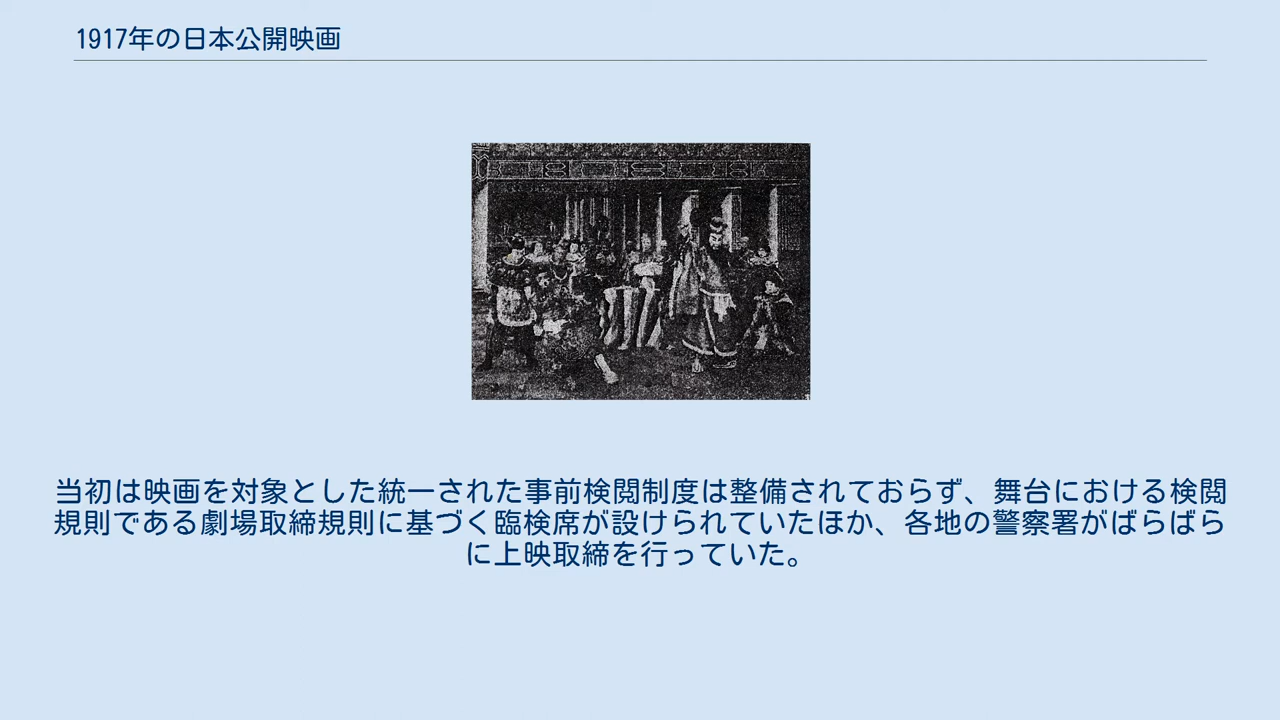 1917年の日本公開映画
当初は映画を対象とした統一された事前検閲制度は整備されておらず、舞台における検閲
規則である劇場取締規則に基づく臨検席が設けられていたほか、各地の警察署がばらばら
に上映取締を行っていた。